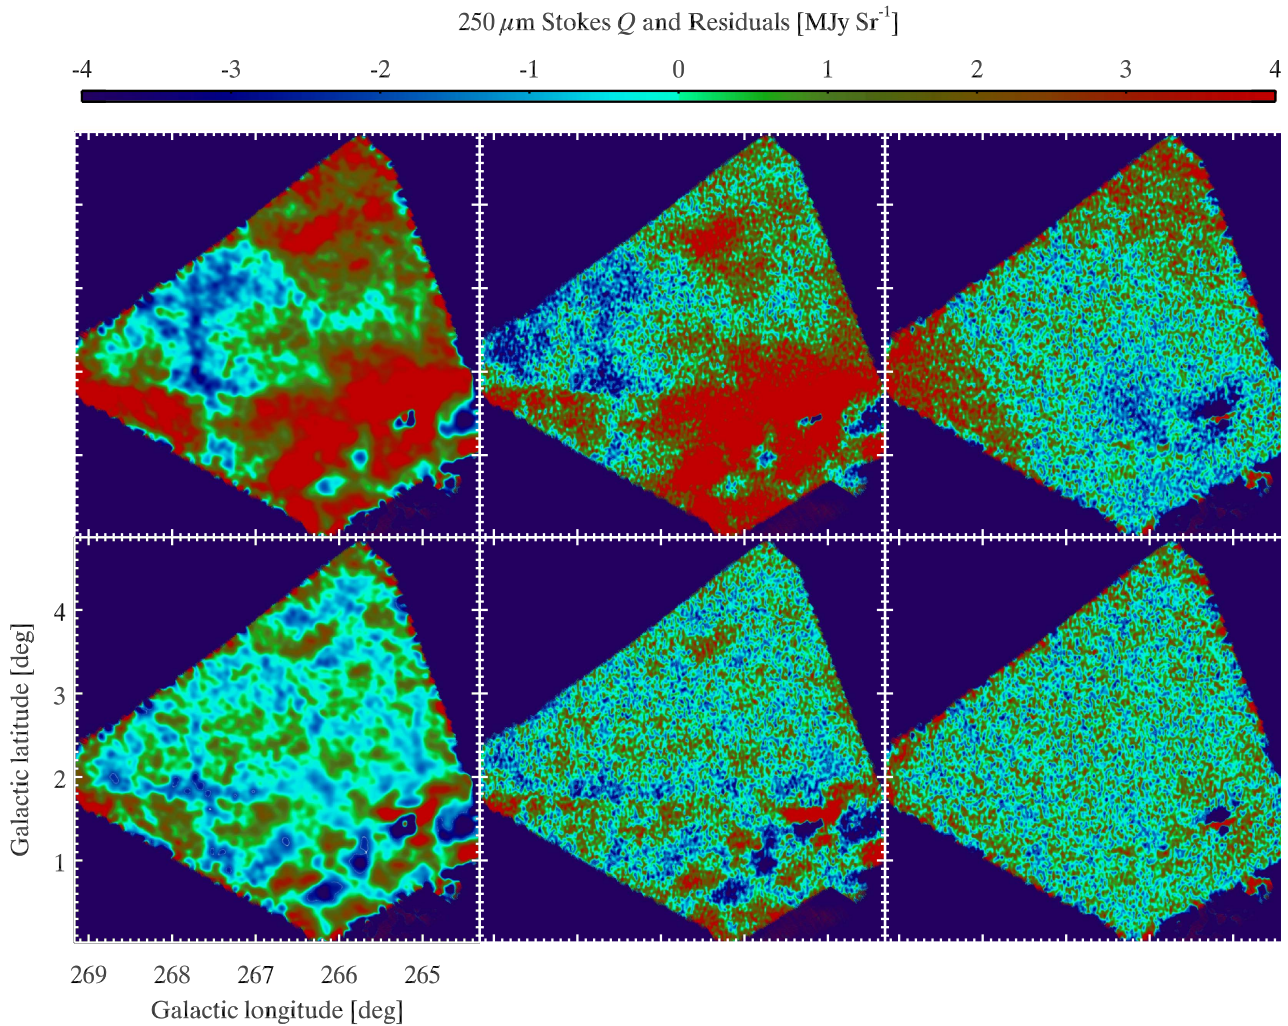 250 μm Stokes Q and Residuals [MJy Sr⁻¹]
-4 -3 -2 -1 0 1 2 3 4
Galactic latitude [deg]
4
3
2
1
269 268 267 266 265
Galactic longitude [deg]